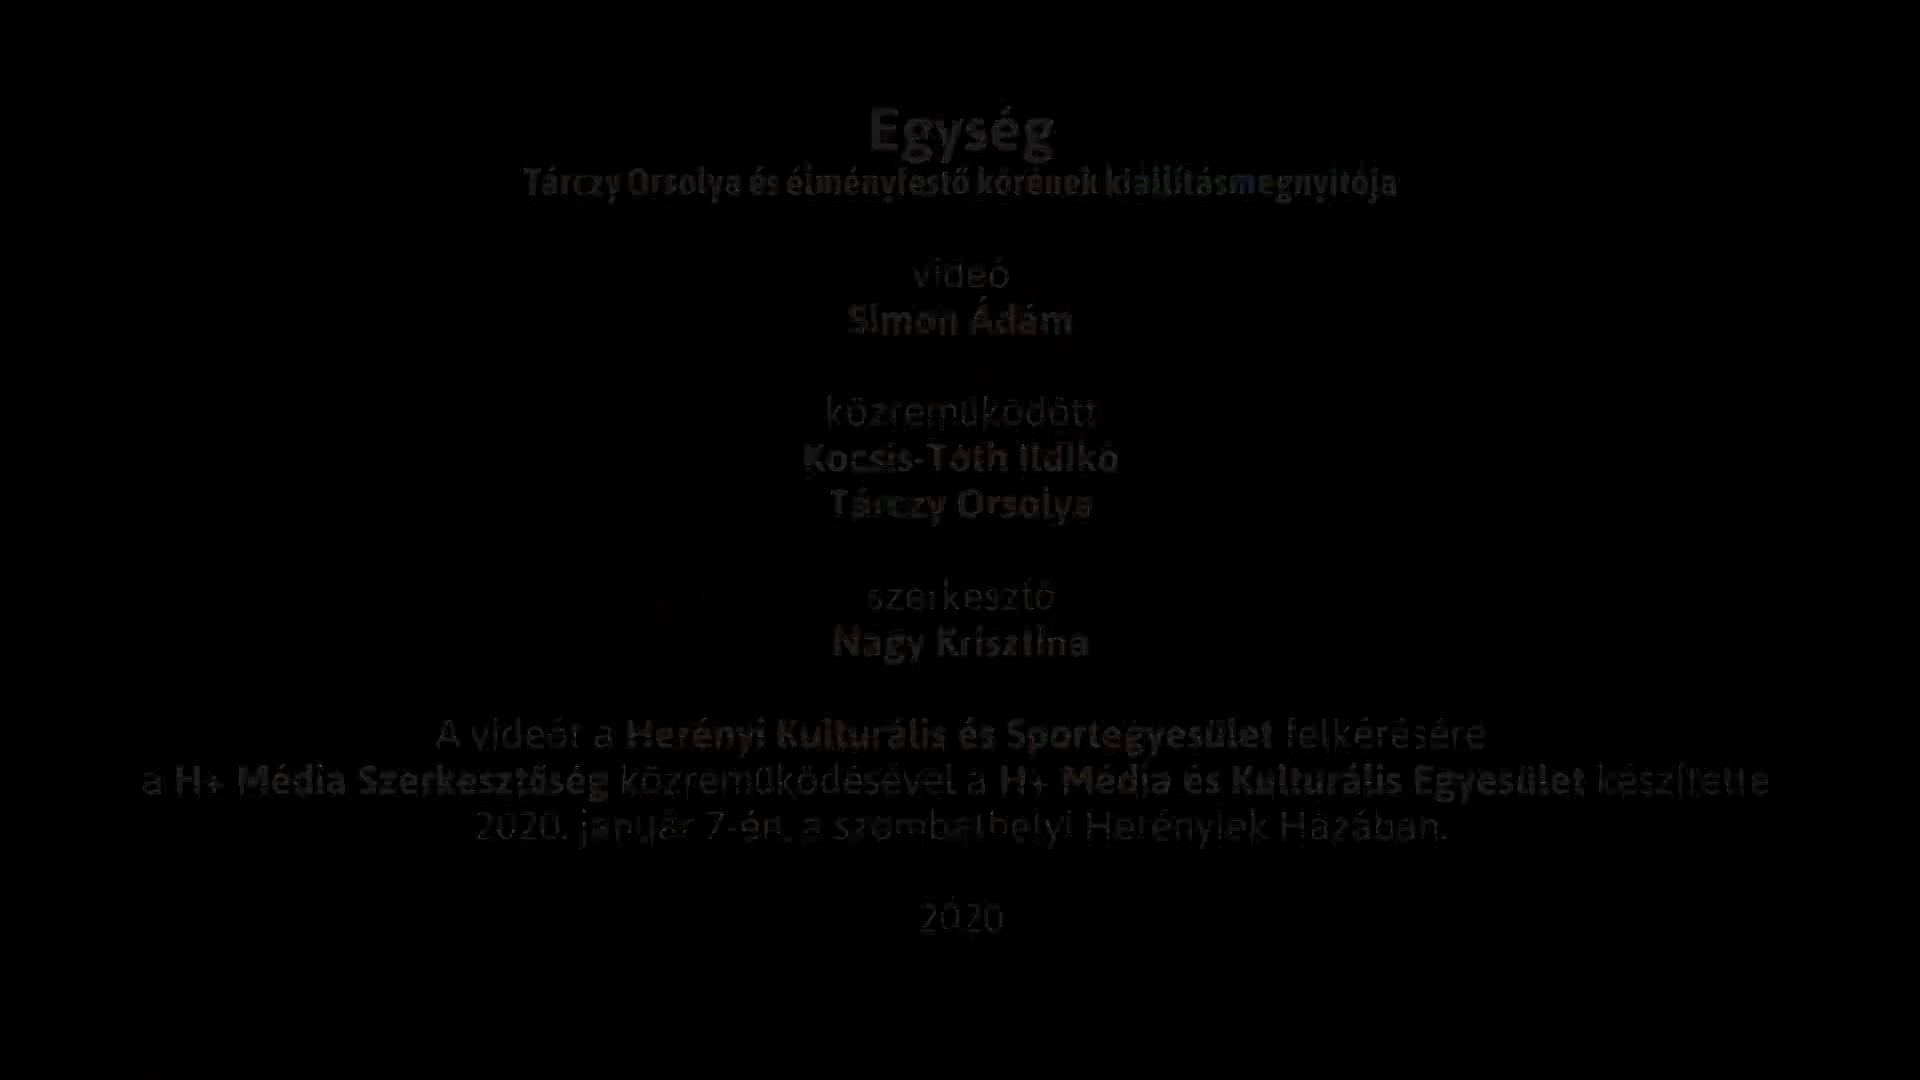 Egység
Tárczy Orsolya és élményfestő körének kiállításmegnyitója
videó
Simon Ádám
közreműködött
Kocsis-Tóth Ildikó
Tárczy Orsolya
szerkesztő
Nagy Krisztina
A videót a Herényi Kulturális és Sportegyesület felkérésére
a H+ Média Szerkesztőség közreműködésével a H+ Média és Kulturális Egyesület készítette
2020. január 7-én, a szombathelyi Herényiek Házában.
2020